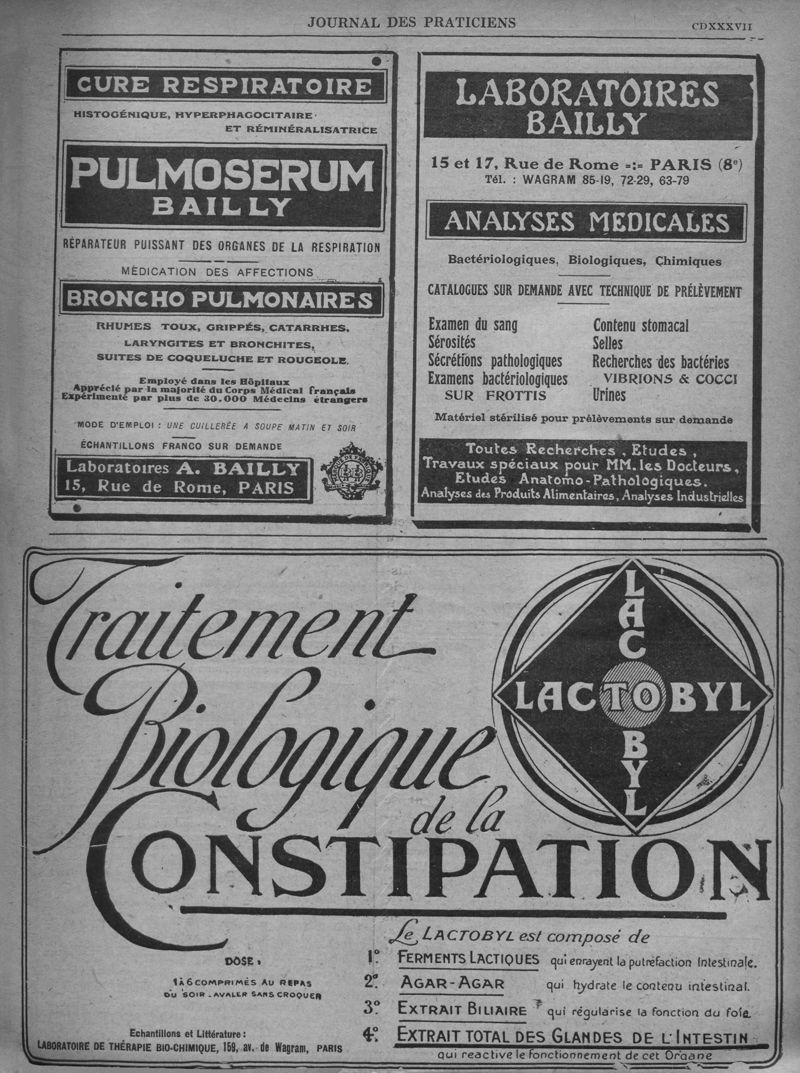 JOURNAL DES PRATICIENS
CDXXXVII
CURE RESPIRATOIRE
HISTOGÉNIQUE, HYPERPHAGOCITAIRE
ET RÉMINÉRALISATRICE
PULMOSERUM
BAILLY
RÉPARATEUR PUISSANT DES ORGANES DE LA RESPIRATION
MÉDICATION DES AFFECTIONS
BRONCHO PULMONAIRES
RHUMES TOUX, GRIPPÉS, CATARRHES,
LARYNGITES ET BRONCHITES,
SUITES DE COQUELUCHE ET ROUGEOLE.
Employé dans les Hôpitaux
Apprécié par la majorité du Corps Médical français
Expérimenté par plus de 30.000 Médecins étrangers
MODE D'EMPLOI : UNE CUILLERÉE A SOUPE MATIN ET SOIR
ÉCHANTILLONS FRANCO SUR DEMANDE
Laboratoires A. BAILLY
15, Rue de Rome, PARIS
LABORATOIRES
BAILLY
15 et 17, Rue de Rome -:- PARIS (8e)
Tél. : WAGRAM 85-19, 72-29, 63-79
ANALYSES MEDICALES
Bactériologiques, Biologiques, Chimiques
CATALOGUES SUR DEMANDE AVEC TECHNIQUE DE PRÉLÈVEMENT
Examen du sang
Sérosités
Sécrétions pathologiques
Examens bactériologiques
SUR FROTTIS
Contenu stomacal
Selles
Recherches des bactéries
VIBRIONS & COCCI
Urines
Matériel stérilisé pour prélèvements sur demande
Toutes Recherches, Etudes,
Travaux spéciaux pour MM. les Docteurs,
Etudes Anatomo-Pathologiques.
Analyses des Produits Alimentaires, Analyses Industrielles
Traitement
Biologique
de la
CONSTIPATION
LACTOBYL
LACTOBYL
Le LACTOBYL est composé de
1° FERMENTS LACTIQUES qui enrayent la putréfaction Intestinale.
2° AGAR-AGAR qui hydrate le contenu intestinal.
3° EXTRAIT BILIAIRE qui régularise la fonction du foie.
4° EXTRAIT TOTAL DES GLANDES DE L'INTESTIN
qui reactive le fonctionnement de cet Organe
DOSE :
1 À 6 COMPRIMÉS AU REPAS
DU SOIR. AVALER SANS CROQUER
Echantillons et Littérature :
LABORATOIRE DE THÉRAPIE BIO-CHIMIQUE, 159, av. de Wagram, PARIS